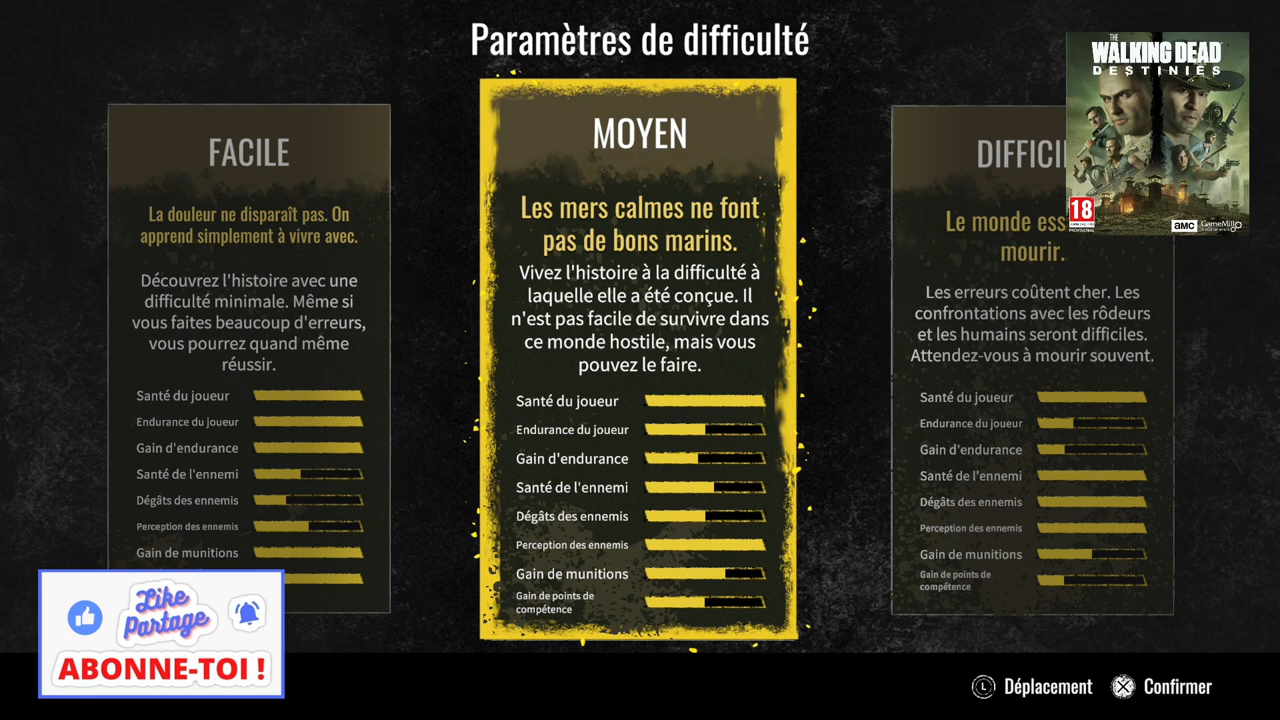 Paramètres de difficulté
FACILE
La douleur ne disparaît pas. On
apprend simplement à vivre avec.
Découvrez l'histoire avec une
difficulté minimale. Même si
vous faites beaucoup d'erreurs,
vous pourrez quand même
réussir.
Santé du joueur
Endurance du joueur
Gain d'endurance
Santé de l'ennemi
Dégâts des ennemis
Perception des ennemis
Gain de munitions
MOYEN
Les mers calmes ne font
pas de bons marins.
Vivez l'histoire à la difficulté à
laquelle elle a été conçue. Il
n'est pas facile de survivre dans
ce monde hostile, mais vous
pouvez le faire.
Santé du joueur
Endurance du joueur
Gain d'endurance
Santé de l'ennemi
Dégâts des ennemis
Perception des ennemis
Gain de munitions
Gain de points de
compétence
DIFFICI
Le monde ess
mourir.
Les erreurs coûtent cher. Les
confrontations avec les rôdeurs
et les humains seront difficiles.
Attendez-vous à mourir souvent.
Santé du joueur
Endurance du joueur
Gain d'endurance
Santé de l'ennemi
Dégâts des ennemis
Perception des ennemis
Gain de munitions
Gain de points de
compétence
THE
WALKING DEAD
DESTINIES
18
PROVISIONAL
amc
GameMill
Like
Partage
ABONNE-TOI !
L
Déplacement
Confirmer